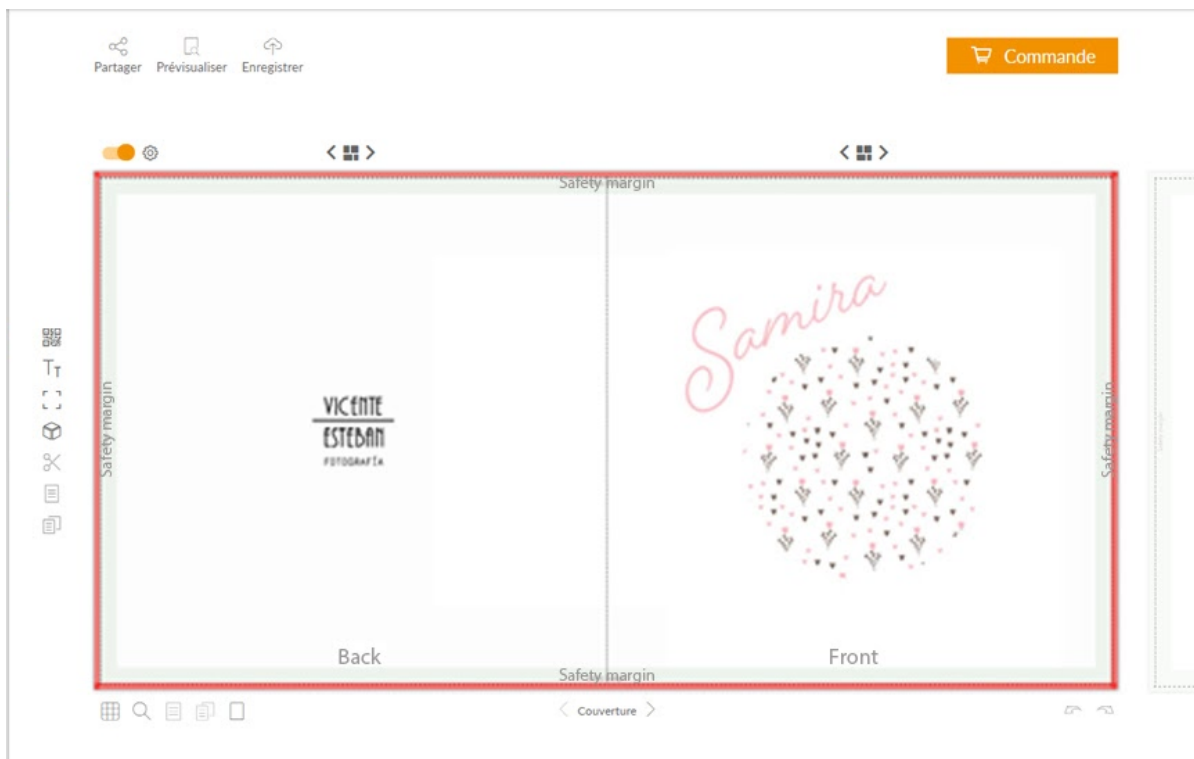 Partager Prévisualiser Enregistrer
Commande
Safety margin
Safety margin
Samira
VICENTE
ESTEBAN
FOTOGRAFÍA
Safety margin
Back
Front
Safety margin
Couverture